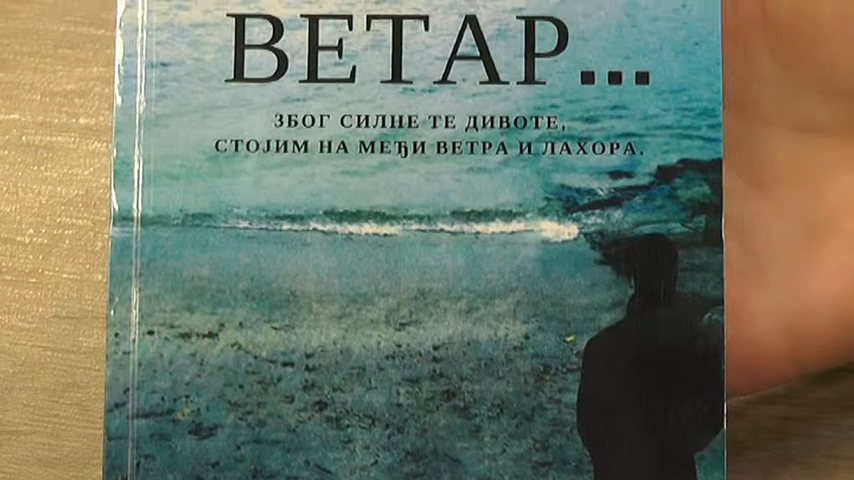 ВЕТАР...
ЗБОГ СИЛНЕ ТЕ ДИВОТЕ,
СТОЈИМ НА МЕЂИ ВЕТРА И ЛАХОРА.